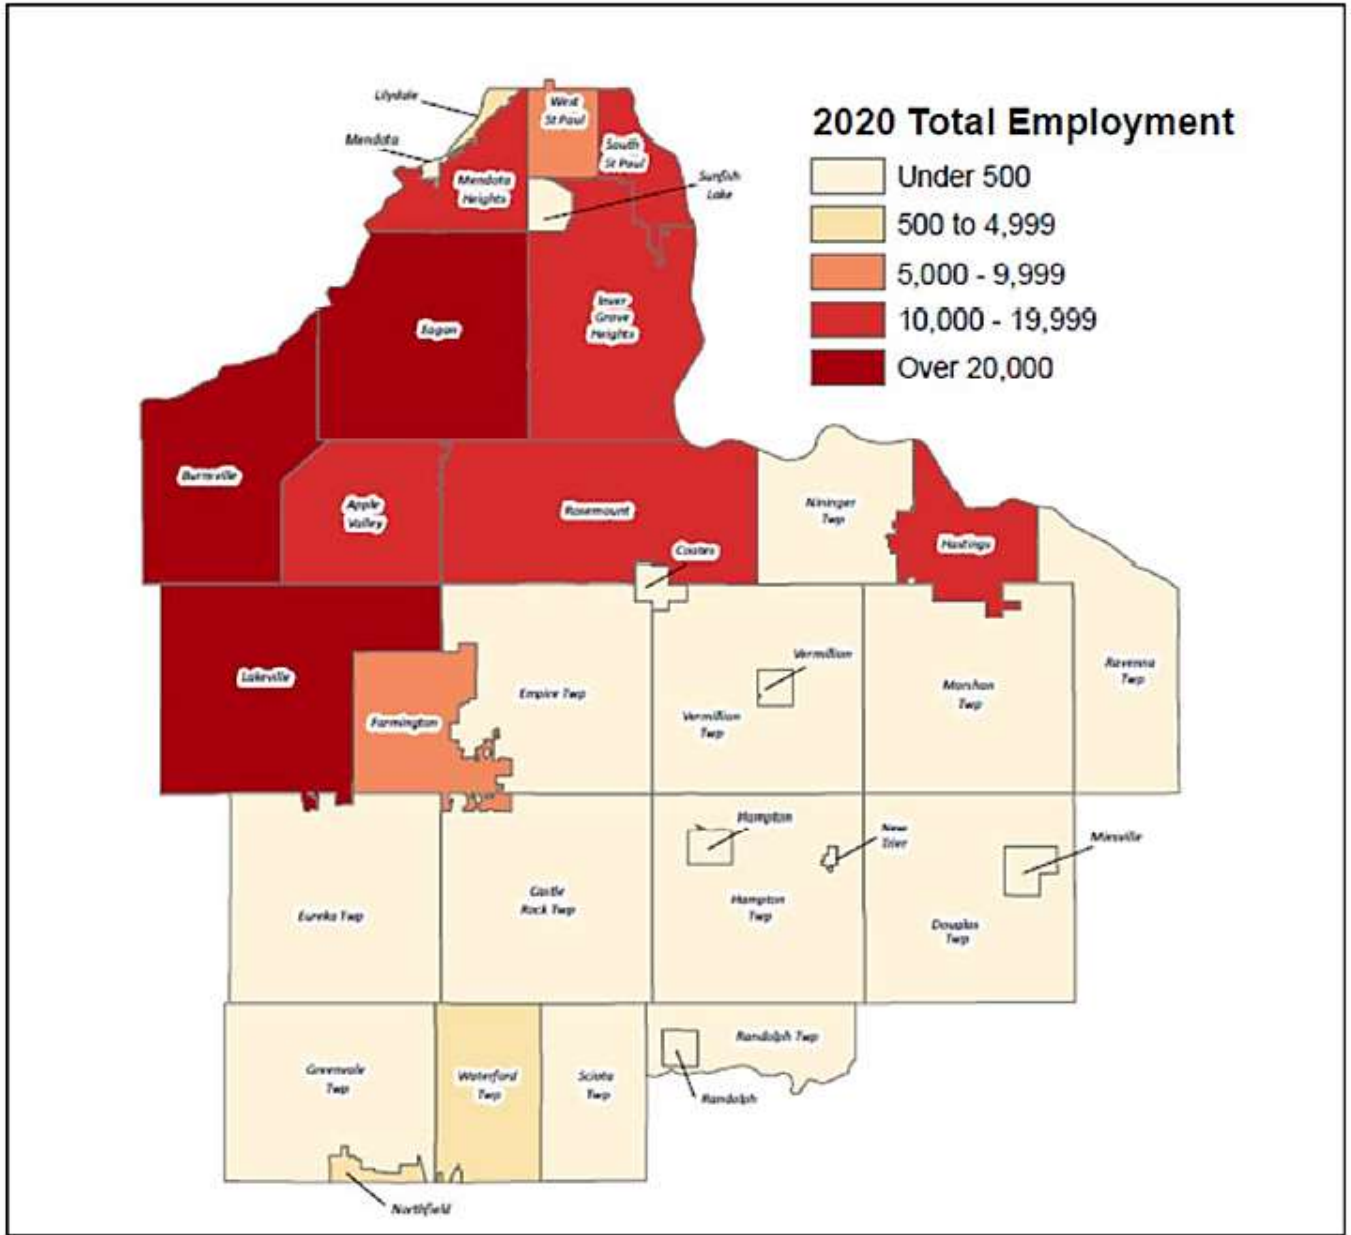 Lilydale
West
St Paul
2020 Total Employment
Mendota
South
St Paul
Under 500
Mendota
Heights
Sunfish
Lake
500 to 4,999
5,000 - 9,999
Inver
Grove
Heights
10,000 - 19,999
Eagan
Over 20,000
Burnsville
Apple
Valley
Rosemount
Nininger
Twp
Hastings
Coates
Vermillion
Ravenna
Twp
Lakeville
Empire Twp
Marshan
Twp
Farmington
Vermillion
Twp
Hampton
New
Trier
Miesville
Castle
Rock Twp
Hampton
Twp
Eureka Twp
Douglas
Twp
Randolph Twp
Greenvale
Twp
Waterford
Twp
Sciota
Twp
Randolph
Northfield